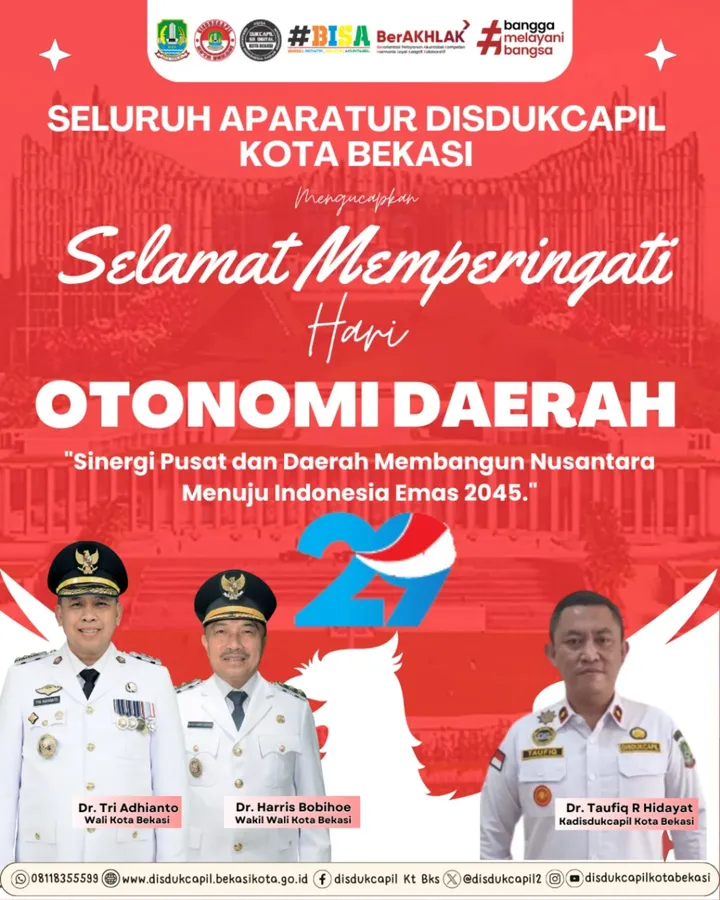 #BISA
BerAKHLAK
#bangga
melayani
bangsa
SELURUH APARATUR DISDUKCAPIL
KOTA BEKASI
Mengucapkan
Selamat Memperingati
Hari
OTONOMI DAERAH
"Sinergi Pusat dan Daerah Membangun Nusantara
Menuju Indonesia Emas 2045."
29
TAUFIQ
DISDUKCAPIL
Dr. Tri Adhianto
Wali Kota Bekasi
Dr. Harris Bobihoe
Wakil Wali Kota Bekasi
Dr. Taufiq R Hidayat
Kadisdukcapil Kota Bekasi
08118355599 www.disdukcapil.bekasikota.go.id disdukcapil Kt Bks @disdukcapil2 disdukcapilkotabekasi